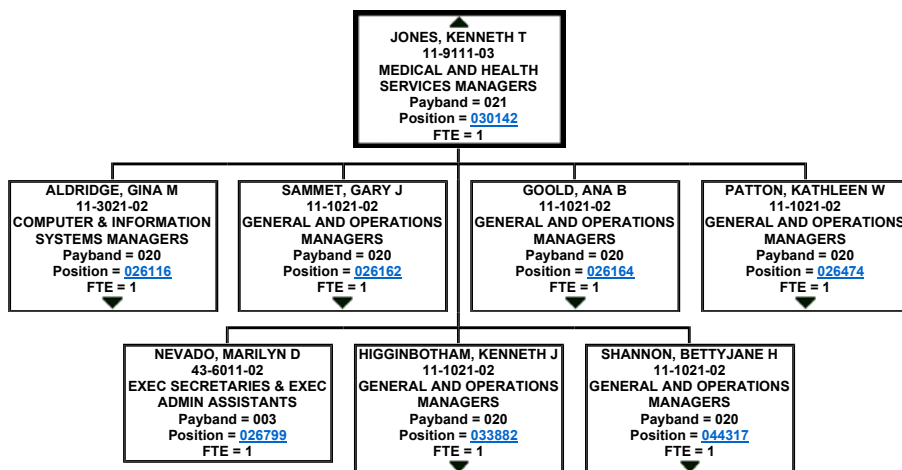 JONES, KENNETH T
11-9111-03
MEDICAL AND HEALTH
SERVICES MANAGERS
Payband = 021
Position = 030142
FTE = 1
ALDRIDGE, GINA M
11-3021-02
COMPUTER & INFORMATION
SYSTEMS MANAGERS
Payband = 020
Position = 026116
FTE = 1
SAMMET, GARY J
11-1021-02
GENERAL AND OPERATIONS
MANAGERS
Payband = 020
Position = 026162
FTE = 1
GOOLD, ANA B
11-1021-02
GENERAL AND OPERATIONS
MANAGERS
Payband = 020
Position = 026164
FTE = 1
PATTON, KATHLEEN W
11-1021-02
GENERAL AND OPERATIONS
MANAGERS
Payband = 020
Position = 026474
FTE = 1
NEVADO, MARILYN D
43-6011-02
EXEC SECRETARIES & EXEC
ADMIN ASSISTANTS
Payband = 003
Position = 026799
FTE = 1
HIGGINBOTHAM, KENNETH J
11-1021-02
GENERAL AND OPERATIONS
MANAGERS
Payband = 020
Position = 033882
FTE = 1
SHANNON, BETTYJANE H
11-1021-02
GENERAL AND OPERATIONS
MANAGERS
Payband = 020
Position = 044317
FTE = 1